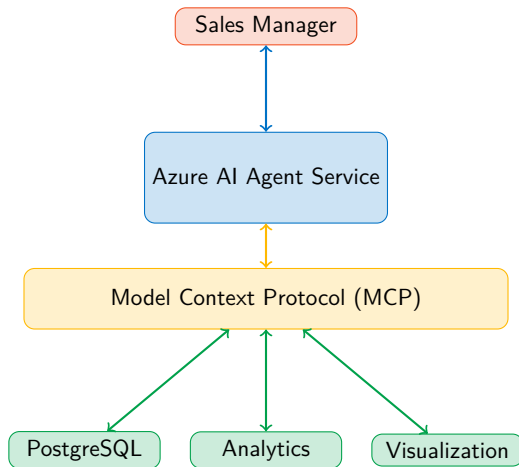 Sales Manager
Azure AI Agent Service
Model Context Protocol (MCP)
PostgreSQL
Analytics
Visualization